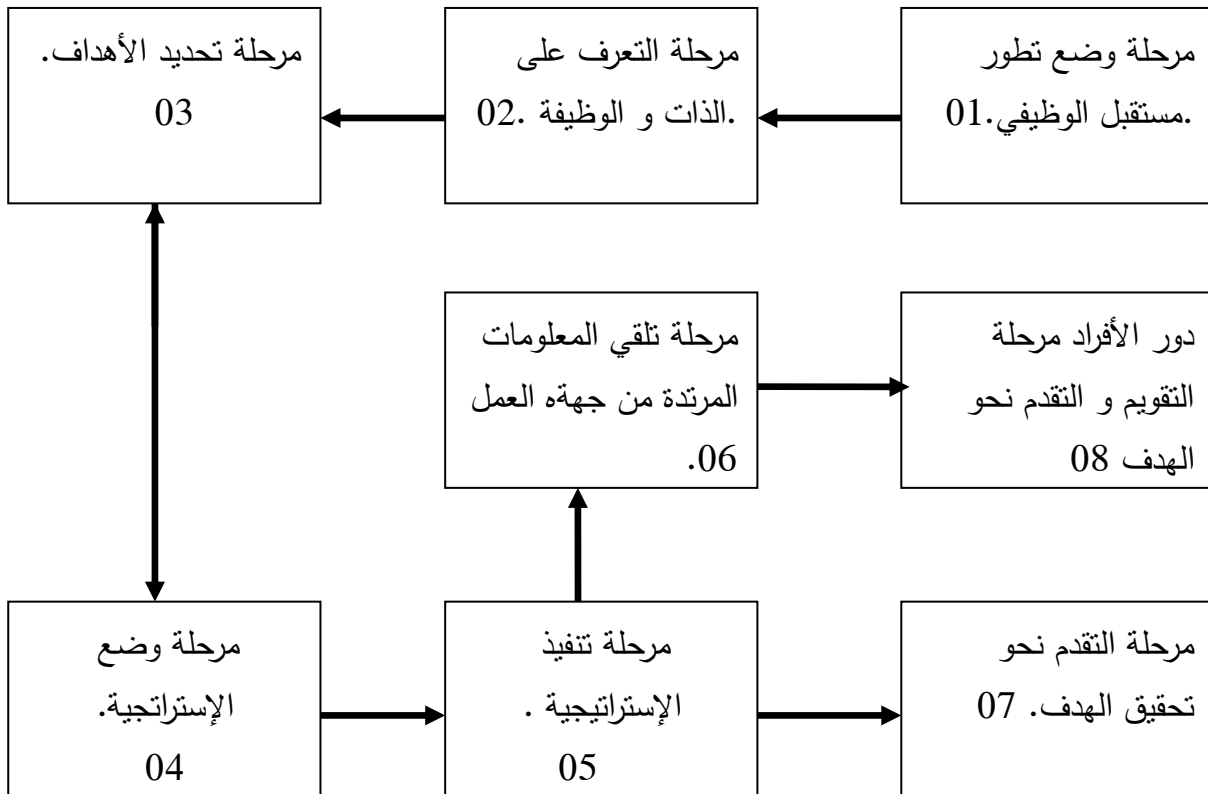 مرحلة وضع تطور
.مستقبل الوظيفي.01
مرحلة التعرف على
.الذات و الوظيفة .02
مرحلة تحديد الأهداف.
03
مرحلة تلقي المعلومات
المرتدة من جهةه العمل
.06
دور الأفراد مرحلة
التقويم و التقدم نحو
الهدف 08
مرحلة وضع
الإستراتجية.
04
مرحلة تنفيذ
الإستراتيجية .
05
مرحلة التقدم نحو
تحقيق الهدف. 07